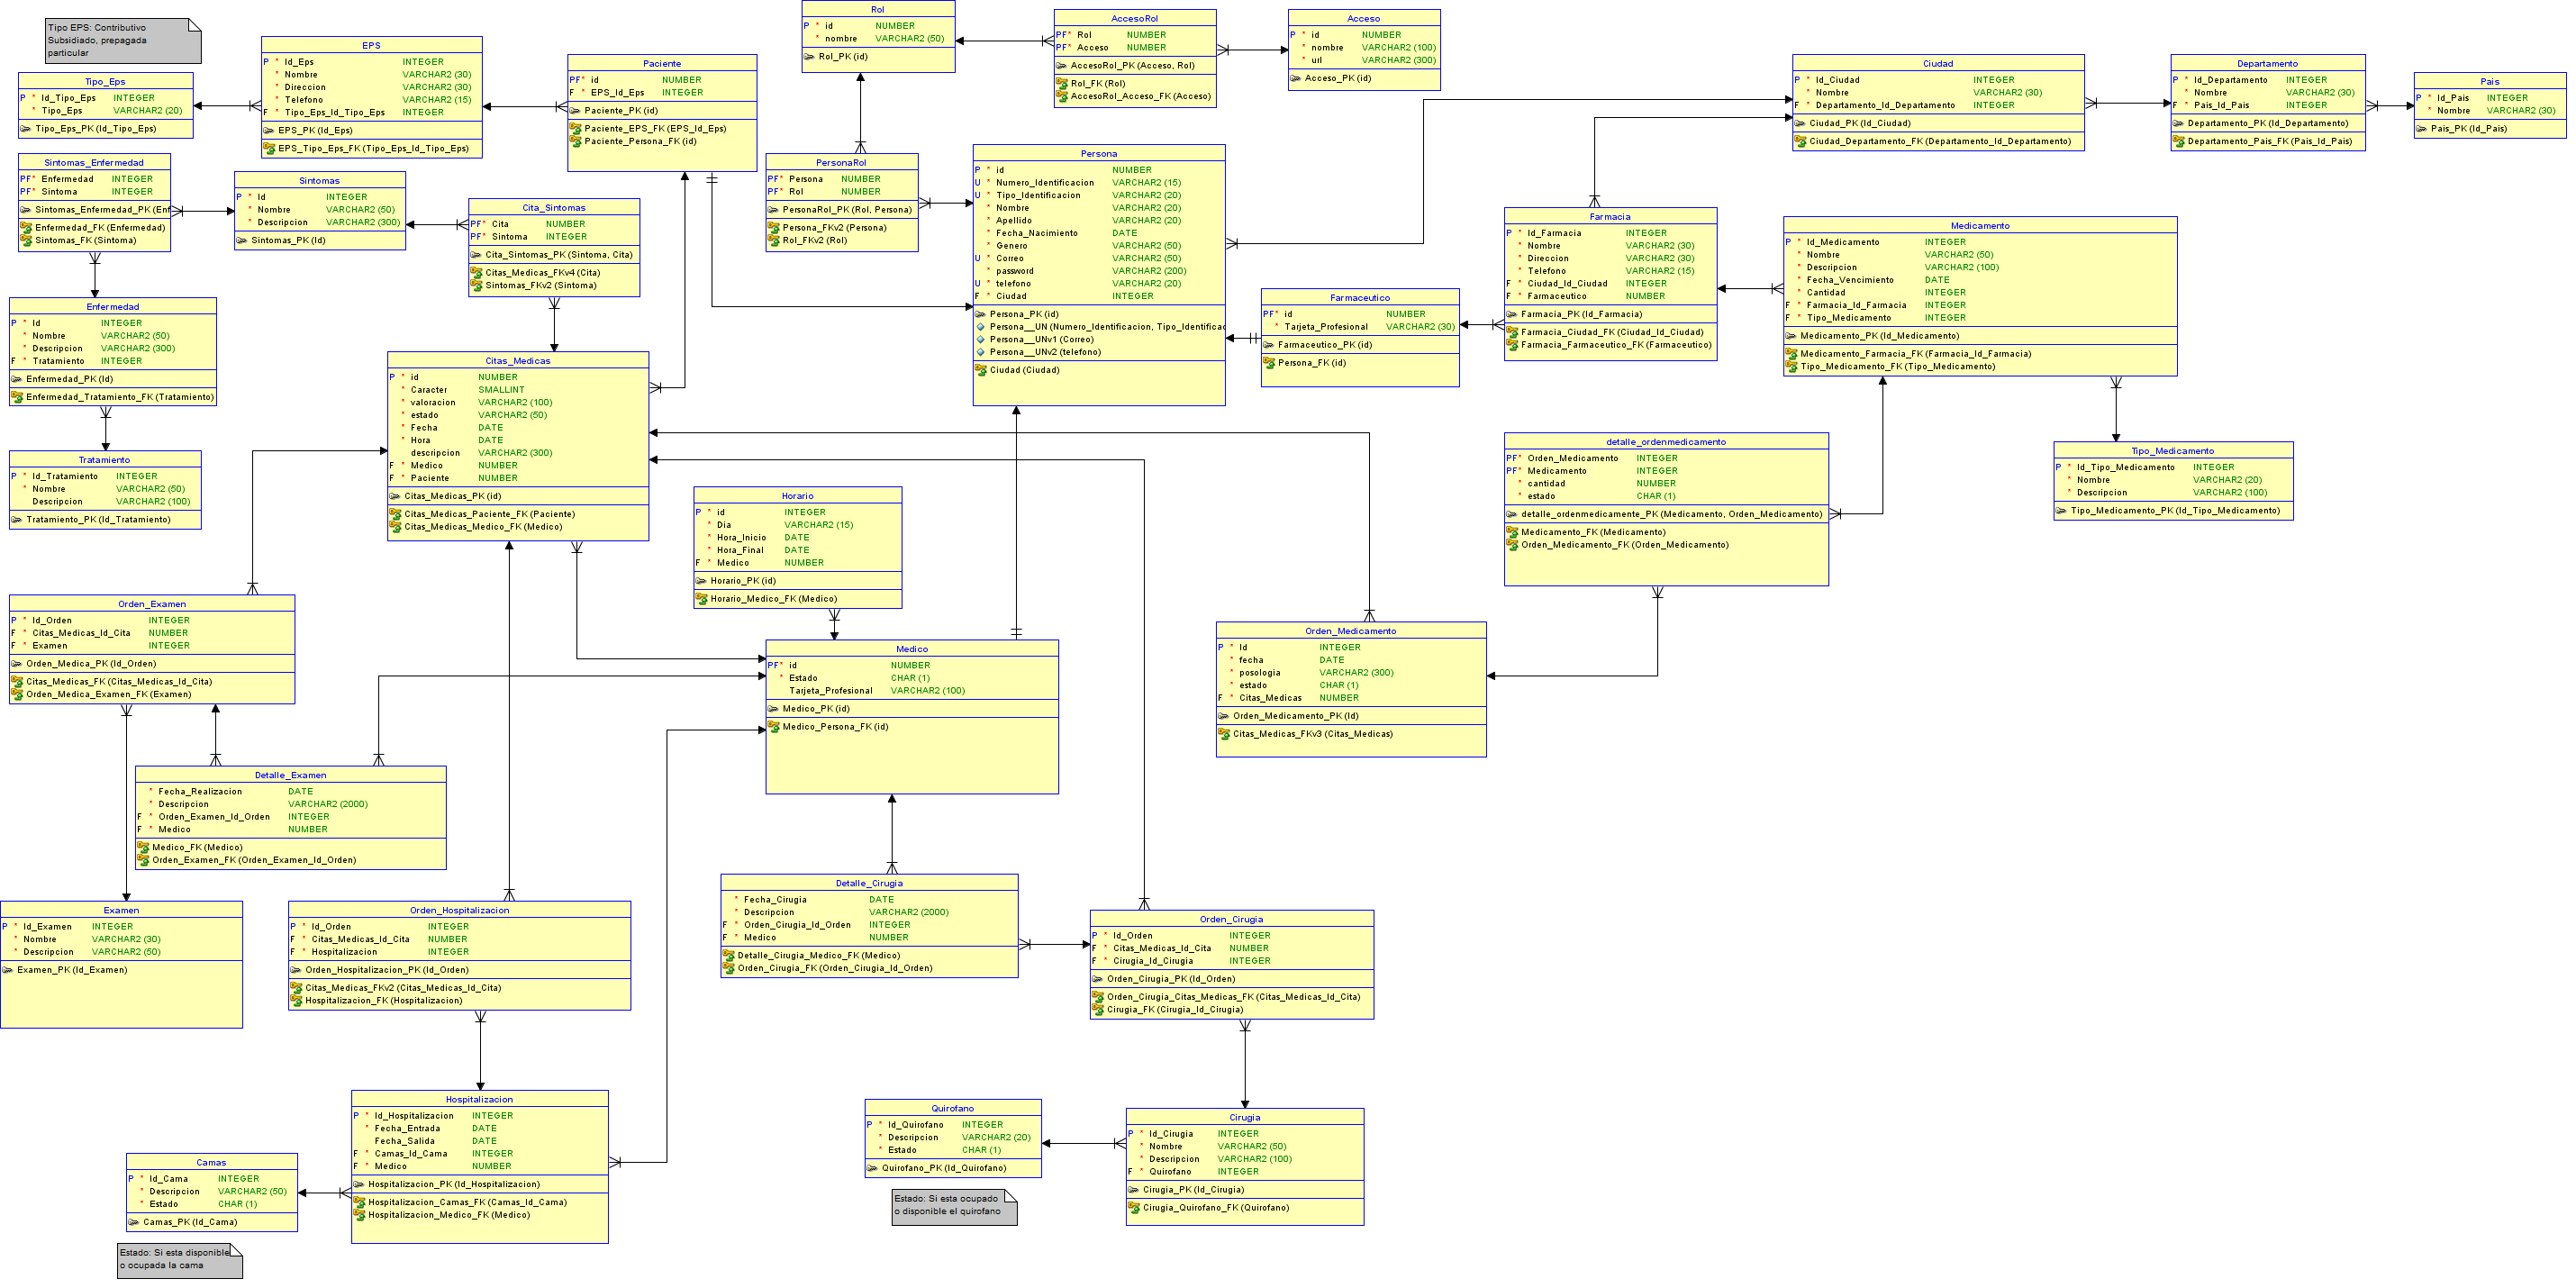 Tipo EPS: Contributivo
Subsidiado, prepagada
particular
Tipo_Eps
P * Id_Tipo_Eps INTEGER
* Tipo_Eps VARCHAR2 (20)
Tipo_Eps_PK (Id_Tipo_Eps)
EPS
P * Id_Eps INTEGER
* Nombre VARCHAR2 (30)
* Direccion VARCHAR2 (30)
* Telefono VARCHAR2 (15)
F * Tipo_Eps_Id_Tipo_Eps INTEGER
EPS_PK (Id_Eps)
EPS_Tipo_Eps_FK (Tipo_Eps_Id_Tipo_Eps)
Paciente
PF* id NUMBER
F * EPS_Id_Eps INTEGER
Paciente_PK (id)
Paciente_EPS_FK (EPS_Id_Eps)
Paciente_Persona_FK (id)
Rol
P * id NUMBER
* nombre VARCHAR2 (50)
Rol_PK (id)
AccesoRol
PF* Rol NUMBER
PF* Acceso NUMBER
AccesoRol_PK (Acceso, Rol)
Rol_FK (Rol)
AccesoRol_Acceso_FK (Acceso)
Acceso
P * id NUMBER
* nombre VARCHAR2 (100)
* url VARCHAR2 (300)
Acceso_PK (id)
Ciudad
P * Id_Ciudad INTEGER
* Nombre VARCHAR2 (30)
F * Departamento_Id_Departamento INTEGER
Ciudad_PK (Id_Ciudad)
Ciudad_Departamento_FK (Departamento_Id_Departamento)
Departamento
P * Id_Departamento INTEGER
* Nombre VARCHAR2 (30)
F * Pais_Id_Pais INTEGER
Departamento_PK (Id_Departamento)
Departamento_Pais_FK (Pais_Id_Pais)
Pais
P * Id_Pais INTEGER
* Nombre VARCHAR2 (30)
Pais_PK (Id_Pais)
Sintomas_Enfermedad
PF* Enfermedad INTEGER
PF* Sintoma INTEGER
Sintomas_Enfermedad_PK (Enf
Enfermedad_FK (Enfermedad)
Sintomas_FK (Sintoma)
Sintomas
P * Id INTEGER
* Nombre VARCHAR2 (50)
* Descripcion VARCHAR2 (300)
Sintomas_PK (Id)
Cita_Sintomas
PF* Cita NUMBER
PF* Sintoma INTEGER
Cita_Sintomas_PK (Sintoma, Cita)
Citas_Medicas_FKv4 (Cita)
Sintomas_FKv2 (Sintoma)
PersonaRol
PF* Persona NUMBER
PF* Rol NUMBER
PersonaRol_PK (Rol, Persona)
Persona_FKv2 (Persona)
Rol_FKv2 (Rol)
Persona
P * id NUMBER
U * Numero_Identificacion VARCHAR2 (15)
U * Tipo_Identificacion VARCHAR2 (20)
* Nombre VARCHAR2 (20)
* Apellido VARCHAR2 (20)
* Fecha_Nacimiento DATE
* Genero VARCHAR2 (50)
U * Correo VARCHAR2 (50)
* password VARCHAR2 (200)
U * telefono VARCHAR2 (20)
F * Ciudad INTEGER
Persona_PK (id)
Persona__UN (Numero_Identificacion, Tipo_Identificac
Persona__UNv1 (Correo)
Persona__UNv2 (telefono)
Ciudad (Ciudad)
Farmaceutico
PF* id NUMBER
* Tarjeta_Profesional VARCHAR2 (30)
Farmaceutico_PK (id)
Persona_FK (id)
Farmacia
P * Id_Farmacia INTEGER
* Nombre VARCHAR2 (30)
* Direccion VARCHAR2 (30)
* Telefono VARCHAR2 (15)
F * Ciudad_Id_Ciudad INTEGER
F * Farmaceutico NUMBER
Farmacia_PK (Id_Farmacia)
Farmacia_Ciudad_FK (Ciudad_Id_Ciudad)
Farmacia_Farmaceutico_FK (Farmaceutico)
Medicamento
P * Id_Medicamento INTEGER
* Nombre VARCHAR2 (50)
* Descripcion VARCHAR2 (100)
* Fecha_Vencimiento DATE
* Cantidad INTEGER
F * Farmacia_Id_Farmacia INTEGER
F * Tipo_Medicamento INTEGER
Medicamento_PK (Id_Medicamento)
Medicamento_Farmacia_FK (Farmacia_Id_Farmacia)
Tipo_Medicamento_FK (Tipo_Medicamento)
Enfermedad
P * Id INTEGER
* Nombre VARCHAR2 (50)
* Descripcion VARCHAR2 (300)
F * Tratamiento INTEGER
Enfermedad_PK (Id)
Enfermedad_Tratamiento_FK (Tratamiento)
Citas_Medicas
P * id NUMBER
* Caracter SMALLINT
* valoracion VARCHAR2 (100)
* estado VARCHAR2 (50)
* Fecha DATE
* Hora DATE
descripcion VARCHAR2 (300)
F * Medico NUMBER
F * Paciente NUMBER
Citas_Medicas_PK (id)
Citas_Medicas_Paciente_FK (Paciente)
Citas_Medicas_Medico_FK (Medico)
Tratamiento
P * Id_Tratamiento INTEGER
* Nombre VARCHAR2 (50)
Descripcion VARCHAR2 (100)
Tratamiento_PK (Id_Tratamiento)
Horario
P * id INTEGER
* Dia VARCHAR2 (15)
* Hora_Inicio DATE
* Hora_Final DATE
F * Medico NUMBER
Horario_PK (id)
Horario_Medico_FK (Medico)
detalle_ordenmedicamento
PF* Orden_Medicamento INTEGER
PF* Medicamento INTEGER
* cantidad NUMBER
* estado CHAR (1)
detalle_ordenmedicamente_PK (Medicamento, Orden_Medicamento)
Medicamento_FK (Medicamento)
Orden_Medicamento_FK (Orden_Medicamento)
Tipo_Medicamento
P * Id_Tipo_Medicamento INTEGER
* Nombre VARCHAR2 (20)
* Descripcion VARCHAR2 (100)
Tipo_Medicamento_PK (Id_Tipo_Medicamento)
Orden_Examen
P * Id_Orden INTEGER
F * Citas_Medicas_Id_Cita NUMBER
F * Examen INTEGER
Orden_Medica_PK (Id_Orden)
Citas_Medicas_FK (Citas_Medicas_Id_Cita)
Orden_Medica_Examen_FK (Examen)
Medico
PF* id NUMBER
* Estado CHAR (1)
Tarjeta_Profesional VARCHAR2 (100)
Medico_PK (id)
Medico_Persona_FK (id)
Orden_Medicamento
P * Id INTEGER
* fecha DATE
* posologia VARCHAR2 (300)
* estado CHAR (1)
F * Citas_Medicas NUMBER
Orden_Medicamento_PK (Id)
Citas_Medicas_FKv3 (Citas_Medicas)
Detalle_Examen
* Fecha_Realizacion DATE
* Descripcion VARCHAR2 (2000)
F * Orden_Examen_Id_Orden INTEGER
F * Medico NUMBER
Medico_FK (Medico)
Orden_Examen_FK (Orden_Examen_Id_Orden)
Examen
P * Id_Examen INTEGER
* Nombre VARCHAR2 (30)
* Descripcion VARCHAR2 (50)
Examen_PK (Id_Examen)
Orden_Hospitalizacion
P * Id_Orden INTEGER
F * Citas_Medicas_Id_Cita NUMBER
F * Hospitalizacion INTEGER
Orden_Hospitalizacion_PK (Id_Orden)
Citas_Medicas_FKv2 (Citas_Medicas_Id_Cita)
Hospitalizacion_FK (Hospitalizacion)
Detalle_Cirugia
* Fecha_Cirugia DATE
* Descripcion VARCHAR2 (2000)
F * Orden_Cirugia_Id_Orden INTEGER
F * Medico NUMBER
Detalle_Cirugia_Medico_FK (Medico)
Orden_Cirugia_FK (Orden_Cirugia_Id_Orden)
Orden_Cirugia
P * Id_Orden INTEGER
F * Citas_Medicas_Id_Cita NUMBER
F * Cirugia_Id_Cirugia INTEGER
Orden_Cirugia_PK (Id_Orden)
Orden_Cirugia_Citas_Medicas_FK (Citas_Medicas_Id_Cita)
Cirugia_FK (Cirugia_Id_Cirugia)
Hospitalizacion
P * Id_Hospitalizacion INTEGER
* Fecha_Entrada DATE
Fecha_Salida DATE
F * Camas_Id_Cama INTEGER
F * Medico NUMBER
Hospitalizacion_PK (Id_Hospitalizacion)
Hospitalizacion_Camas_FK (Camas_Id_Cama)
Hospitalizacion_Medico_FK (Medico)
Quirofano
P * Id_Quirofano INTEGER
* Descripcion VARCHAR2 (20)
* Estado CHAR (1)
Quirofano_PK (Id_Quirofano)
Estado: Si esta ocupado
o disponible el quirofano
Cirugia
P * Id_Cirugia INTEGER
* Nombre VARCHAR2 (50)
* Descripcion VARCHAR2 (100)
F * Quirofano INTEGER
Cirugia_PK (Id_Cirugia)
Cirugia_Quirofano_FK (Quirofano)
Camas
P * Id_Cama INTEGER
* Descripcion VARCHAR2 (50)
* Estado CHAR (1)
Camas_PK (Id_Cama)
Estado: Si esta disponible
o ocupada la cama